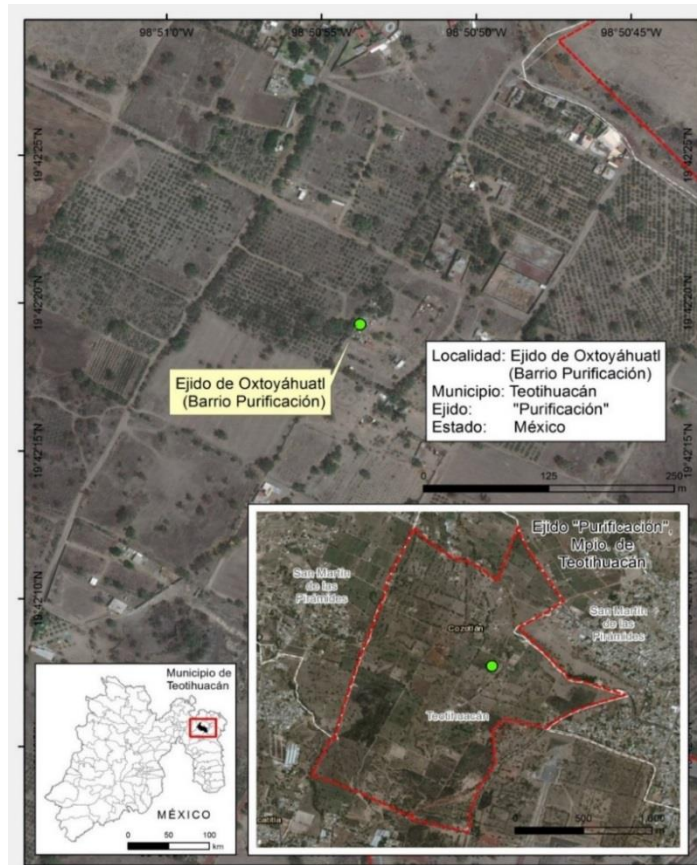 98°51'0"W
98°50'55"W
98°50'50"W
98°50'45"W
19°42'25"N
19°42'25"N
19°42'20"N
19°42'20"N
Ejido de Oxtoyáhuatl
(Barrio Purificación)
Localidad: Ejido de Oxtoyáhuatl
(Barrio Purificación)
Municipio: Teotihuacán
Ejido: "Purificación"
Estado: México
19°42'15"N
19°42'15"N
0 125 250
m
19°42'10"N
Ejido "Purificación",
Mpio. de
Teotihuacán
San Martín
de las
Pirámides
San Martín
de las
Pirámides
Cozotlán
Teotihuacán
0 500 1,000
m
Municipio de
Teotihuacán
MÉXICO
0 50 100
km